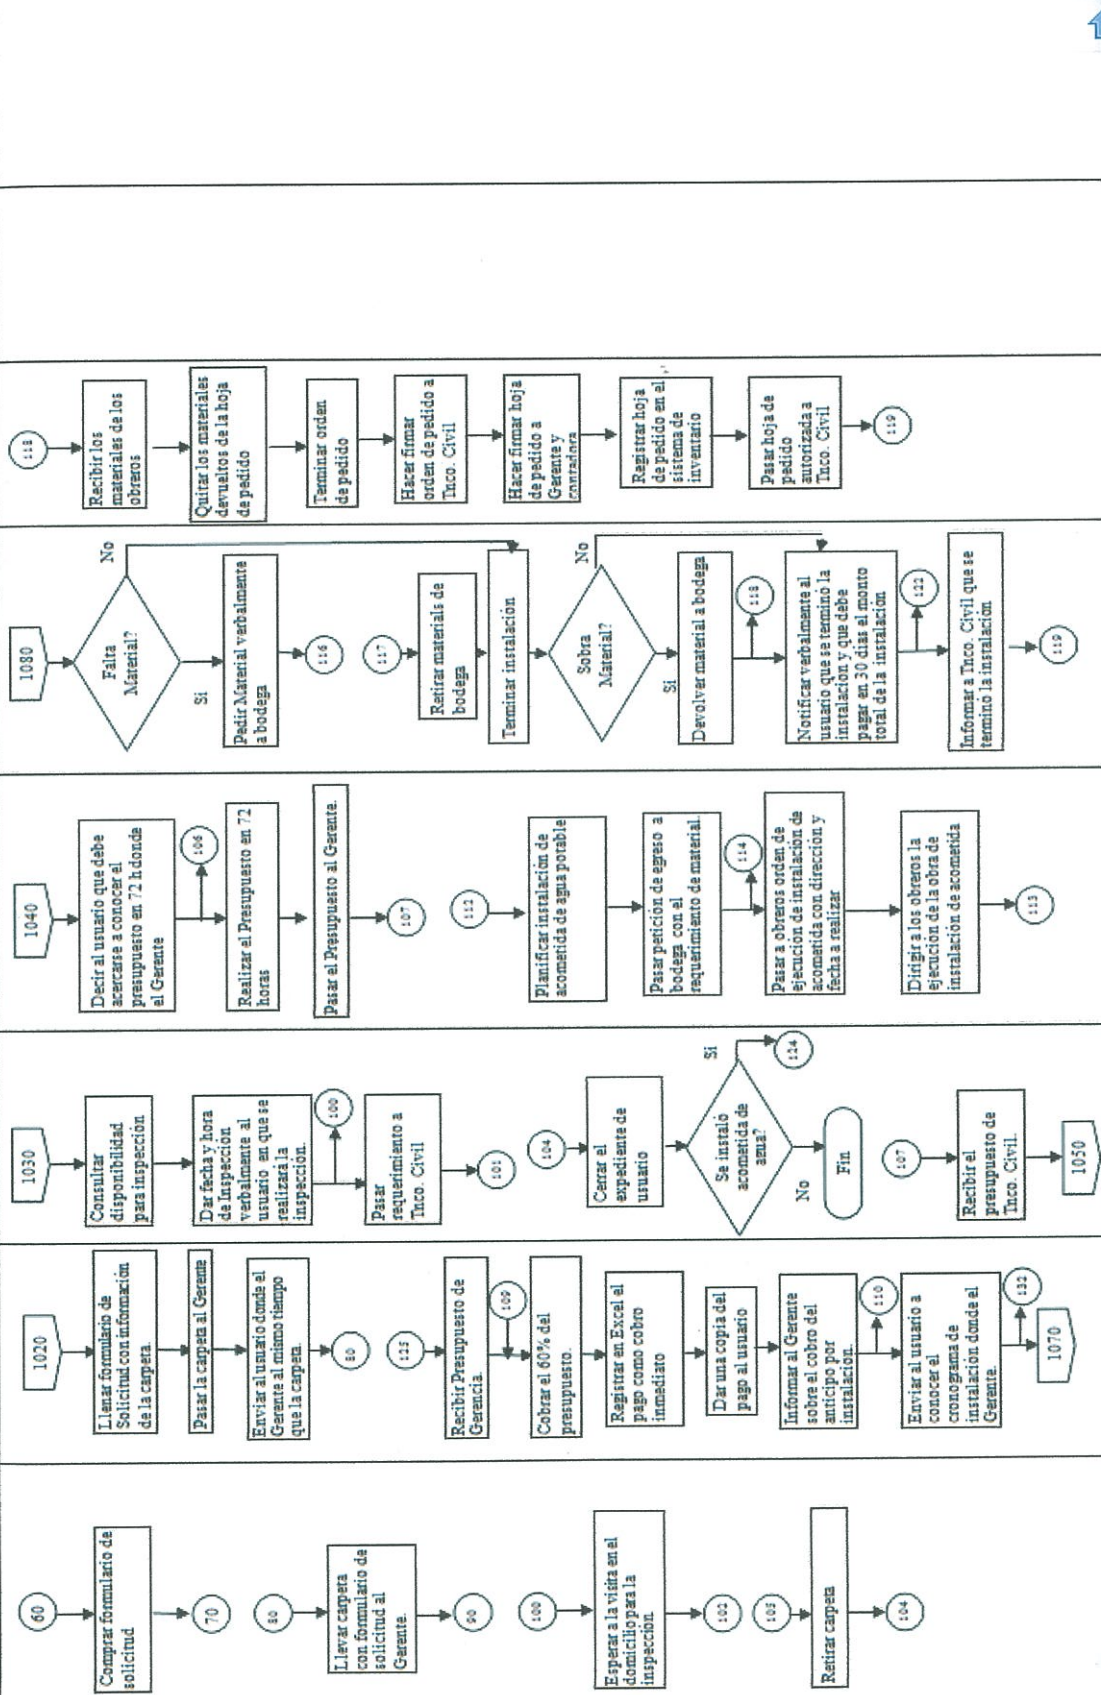 60
Comprar formulario de
solicitud
70
80
Llevar carpeta
con formulario de
solicitud al
Gerente.
90
100
Esperar a la visita en el
domicilio para la
inspección
102
103
Retirar carpeta
104
1020
Llenar formulario de
Solicitud con información
de la carpeta.
Pasar la carpeta al Gerente
Enviar al usuario donde el
Gerente al mismo tiempo
que la carpeta.
80
125
Recibir Presupuesto de
Gerencia.
109
Cobrar el 60% del
presupuesto.
Registrar en Excel el
pago como cobro
inmediato
Dar una copia del
pago al usuario
Informar al Gerente
sobre el cobro del
anticipo por
instalación.
110
Enviar al usuario a
conocer el
cronograma de
instalación donde el
Gerente.
132
1070
1030
Consultar
disponibilidad
para inspección
Dar fecha y hora
de Inspección
verbalmente al
usuario en que se
realizará la
inspección.
100
Pasar
requerimiento a
Tnco. Civil
101
104
Cerrar el
expediente de
usuario
Se instaló
acometida de
agua?
Si
124
No
Fin
107
Recibir el
presupuesto de
Tnco. Civil.
1050
1040
Decir al usuario que debe
acercarse a conocer el
presupuesto en 72 h donde
el Gerente
106
Realizar el Presupuesto en 72
horas
Pasar el Presupuesto al Gerente.
107
112
Planificar instalación de
acometida de agua potable
Pasar petición de egreso a
bodega con el
requerimiento de material.
114
Pasar a obreros orden de
ejecución de instalación de
acometida con dirección y
fecha a realizar
Dirigir a los obreros la
ejecución de la obra de
instalación de acometida
113
1080
Falta
Material?
No
Si
Pedir Material verbalmente
a bodega
116
117
Retirar materials de
bodega
Terminar instalación
Sobra
Material?
No
Si
Devolver material a bodega
118
Notificar verbalmente al
usuario que se terminó la
instalación y que debe
pagar en 30 días el monto
total de la instalación
122
Informar a Tnco. Civil que se
terminó la instalación
119
118
Recibir los
materiales de los
obreros
Quitar los materiales
devueltos de la hoja
de pedido
Terminar orden
de pedido
Hacer firmar
orden de pedido a
Tnco. Civil
Hacer firmar hoja
de pedido a
Gerente y
contadora
Registrar hoja
de pedido en el
sistema de
inventario
Pasar hoja de
pedido
autorizada a
Tnco. Civil
119